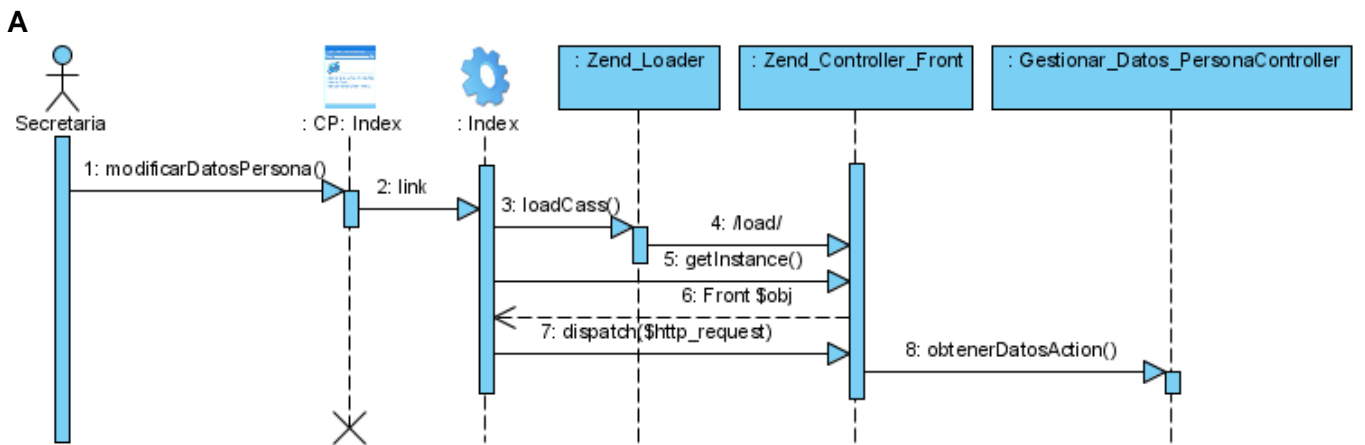 A
: Zend_Loader
: Zend_Controller_Front
: Gestionar_Datos_PersonaController
Secretaria
: CP: Index
: Index
1: modificarDatosPersona()
2: link
3: loadCass()
4: /load/
5: getInstance()
6: Front $obj
7: dispatch($http_request)
8: obtenerDatosAction()